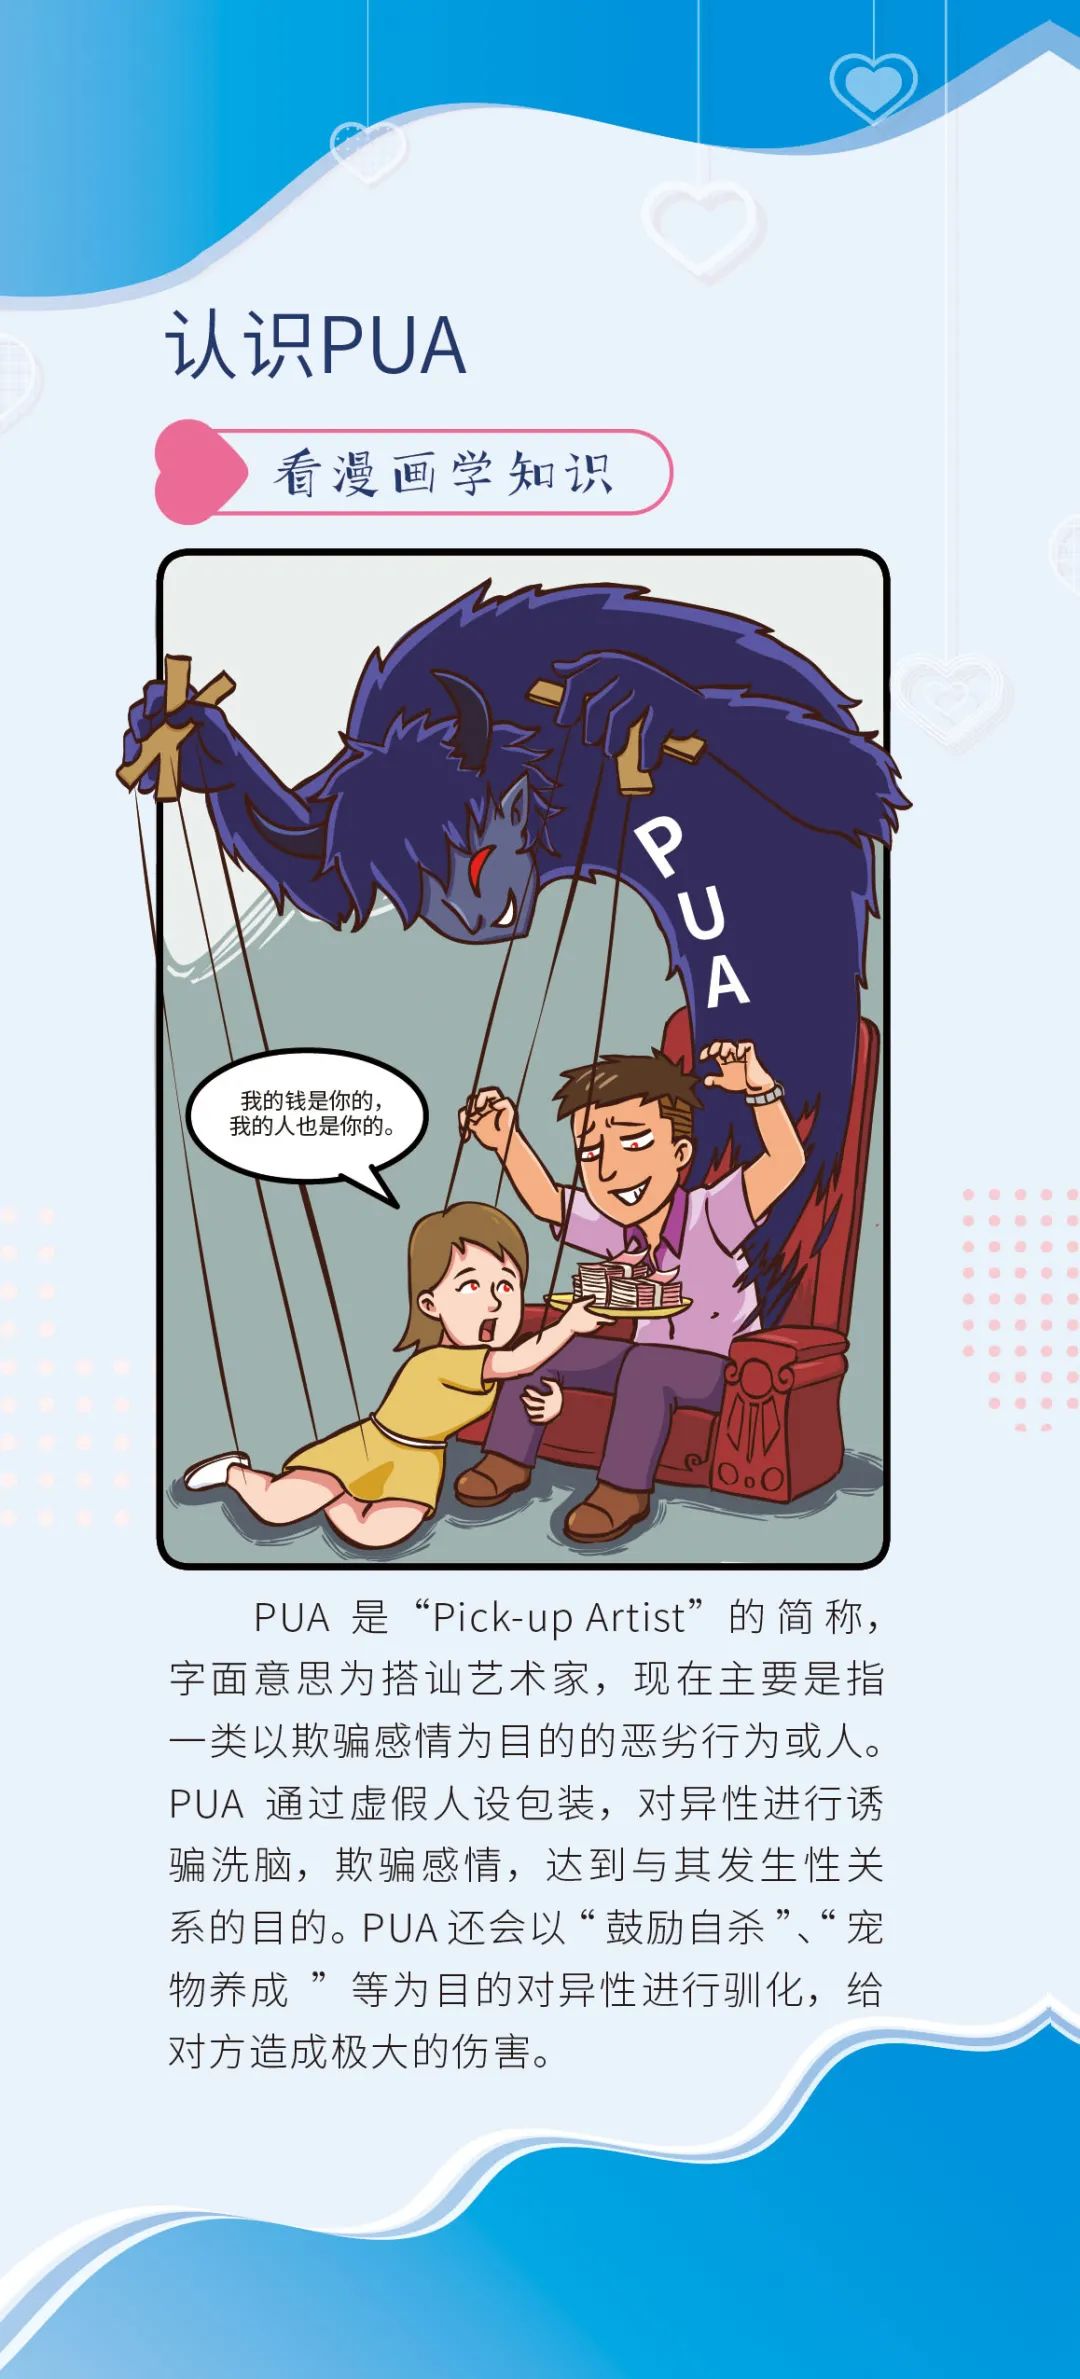 认识PUA
看漫画学知识
P
U
A
我的钱是你的，
我的人也是你的。
PUA 是“Pick-up Artist”的简称，
字面意思为搭讪艺术家，现在主要是指
一类以欺骗感情为目的的恶劣行为或人。
PUA 通过虚假人设包装，对异性进行诱
骗洗脑，欺骗感情，达到与其发生性关
系的目的。PUA还会以“鼓励自杀”、“宠
物养成 ”等为目的对异性进行驯化，给
对方造成极大的伤害。